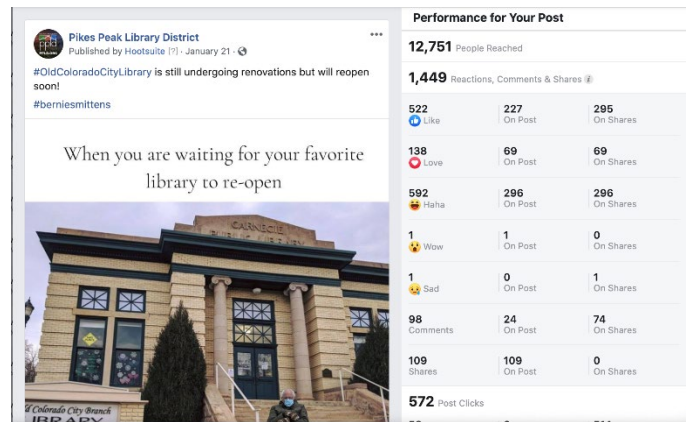 Pikes Peak Library District
Published by Hootsuite [?] · January 21 ·
#OldColoradoCityLibrary is still undergoing renovations but will reopen
soon!
#berniesmittens
When you are waiting for your favorite
library to re-open
CARNEGIE
PUBLIC LIBRARY
Old Colorado City Branch
LIBRARY
Performance for Your Post
12,751 People Reached
1,449 Reactions, Comments & Shares
522 227 295
Like On Post On Shares
138 69 69
Love On Post On Shares
592 296 296
Haha On Post On Shares
1 1 0
Wow On Post On Shares
1 0 1
Sad On Post On Shares
98 24 74
Comments On Post On Shares
109 109 0
Shares On Post On Shares
572 Post Clicks